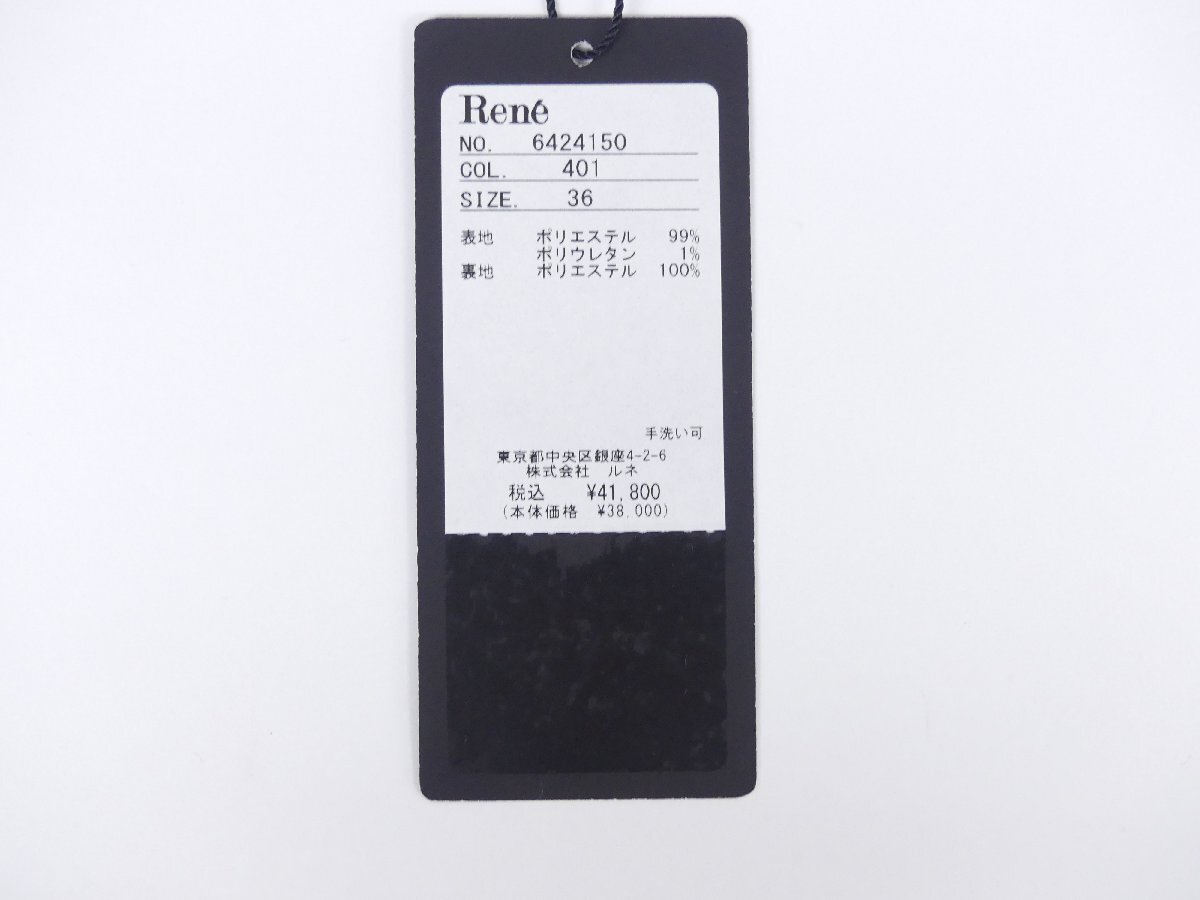 René
NO. 6424150
COL. 401
SIZE. 36
表地 ポリエステル 99%
ポリウレタン 1%
裏地 ポリエステル 100%
手洗い可
東京都中央区銀座4-2-6
株式会社 ルネ
税込 ¥41,800
(本体価格 ¥38,000)